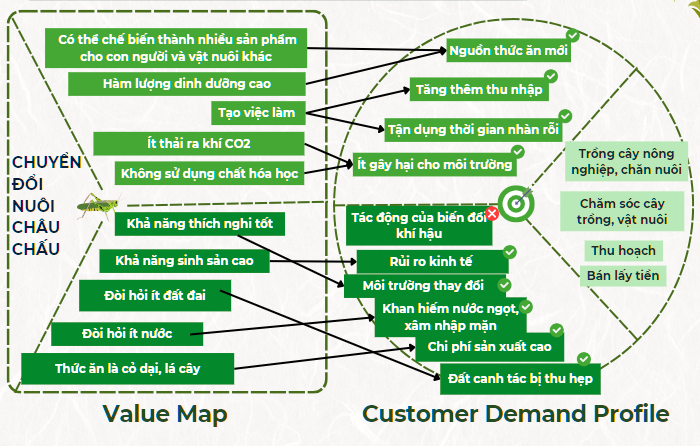 Có thể chế biến thành nhiều sản phẩm
cho con người và vật nuôi khác
Hàm lượng dinh dưỡng cao
Tạo việc làm
Ít thải ra khí CO2
Không sử dụng chất hóa học
CHUYỂN
ĐỔI
NUÔI
CHÂU
CHẤU
Khả năng thích nghi tốt
Khả năng sinh sản cao
Đòi hỏi ít đất đai
Đòi hỏi ít nước
Thức ăn là cỏ dại, lá cây
Value Map
Nguồn thức ăn mới
Tăng thêm thu nhập
Tận dụng thời gian nhàn rỗi
Ít gây hại cho môi trường
Tác động của biến đổi
khí hậu
Rủi ro kinh tế
Môi trường thay đổi
Khan hiếm nước ngọt,
xâm nhập mặn
Chi phí sản xuất cao
Đất canh tác bị thu hẹp
Trồng cây nông
nghiệp, chăn nuôi
Chăm sóc cây
trồng, vật nuôi
Thu hoạch
Bán lấy tiền
Customer Demand Profile